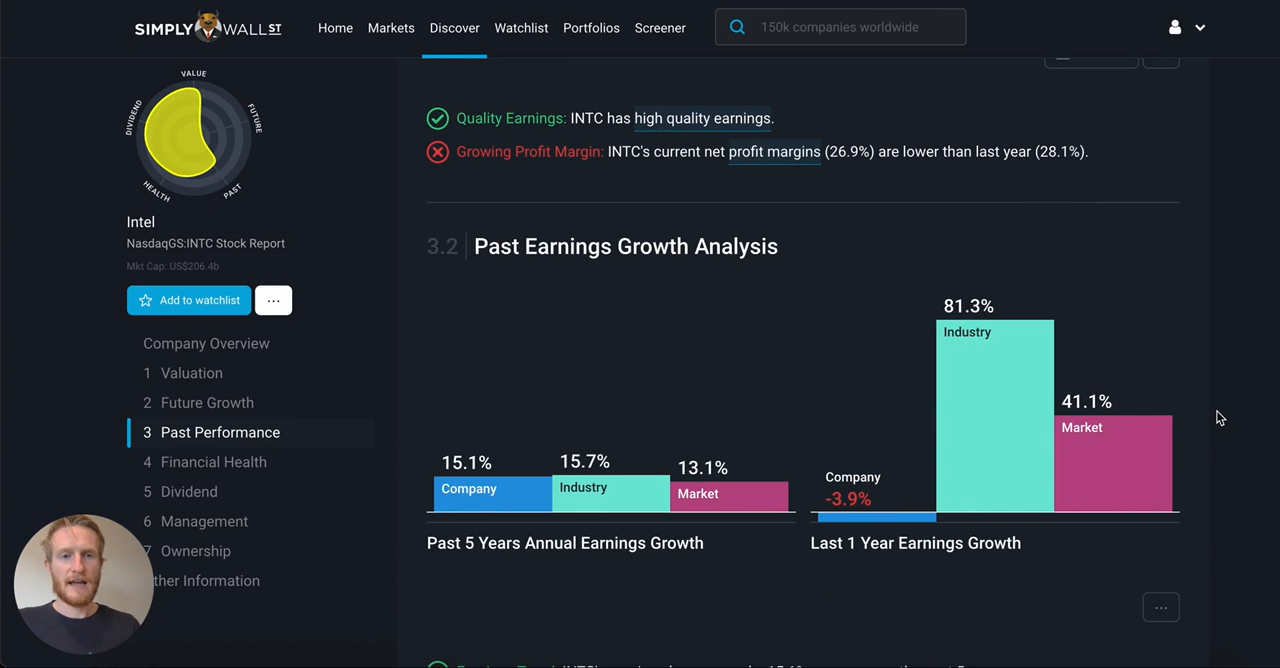 SIMPLY WALL ST
Home Markets Discover Watchlist Portfolios Screener
150k companies worldwide
VALUE
FUTURE
PAST
HEALTH
DIVIDEND
Intel
NasdaqGS:INTC Stock Report
Mkt Cap: US$206.4b
Add to watchlist
...
Company Overview
1 Valuation
2 Future Growth
3 Past Performance
4 Financial Health
5 Dividend
6 Management
7 Ownership
ther Information
Quality Earnings: INTC has high quality earnings.
Growing Profit Margin: INTC's current net profit margins (26.9%) are lower than last year (28.1%).
3.2 Past Earnings Growth Analysis
15.1%
Company
15.7%
Industry
13.1%
Market
Past 5 Years Annual Earnings Growth
Company
-3.9%
81.3%
Industry
41.1%
Market
Last 1 Year Earnings Growth
...